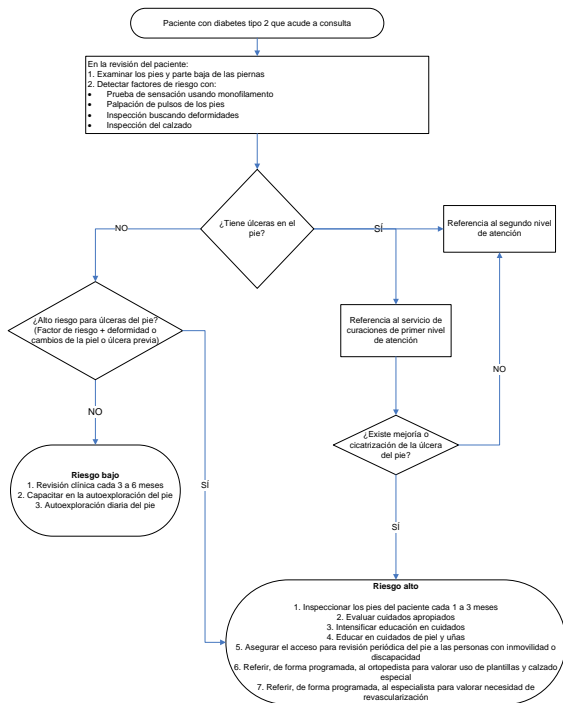 Paciente con diabetes tipo 2 que acude a consulta
En la revisión del paciente:
1. Examinar los pies y parte baja de las piernas
2. Detectar factores de riesgo con:
• Prueba de sensación usando monofilamento
• Palpación de pulsos de los pies
• Inspección buscando deformidades
• Inspección del calzado
¿Tiene úlceras en el
pie?
NO
SÍ
Referencia al segundo nivel
de atención
¿Alto riesgo para úlceras del pie?
(Factor de riesgo + deformidad o
cambios de la piel o úlcera previa)
Referencia al servicio de
curaciones de primer nivel
de atención
NO
NO
¿Existe mejoría o
cicatrización de la úlcera
del pie?
Riesgo bajo
1. Revisión clínica cada 3 a 6 meses
2. Capacitar en la autoexploración del pie
3. Autoexploración diaria del pie
SÍ
SÍ
Riesgo alto
1. Inspeccionar los pies del paciente cada 1 a 3 meses
2. Evaluar cuidados apropiados
3. Intensificar educación en cuidados
4. Educar en cuidados de piel y uñas
5. Asegurar el acceso para revisión periódica del pie a las personas con inmovilidad o
discapacidad
6. Referir, de forma programada, al ortopedista para valorar uso de plantillas y calzado
especial
7. Referir, de forma programada, al especialista para valorar necesidad de
revascularización